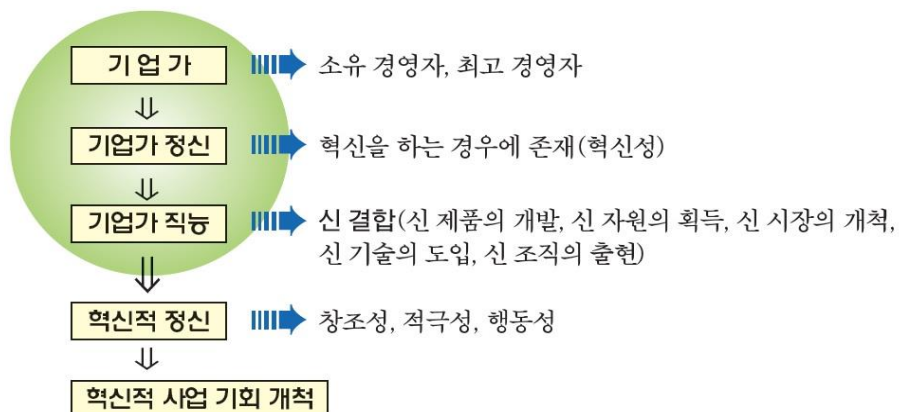 기 업 가
소유 경영자, 최고 경영자
기업가 정신
혁신을 하는 경우에 존재(혁신성)
기업가 직능
신 결합(신 제품의 개발, 신 자원의 획득, 신 시장의 개척,
신 기술의 도입, 신 조직의 출현)
혁신적 정신
창조성, 적극성, 행동성
혁신적 사업 기회 개척